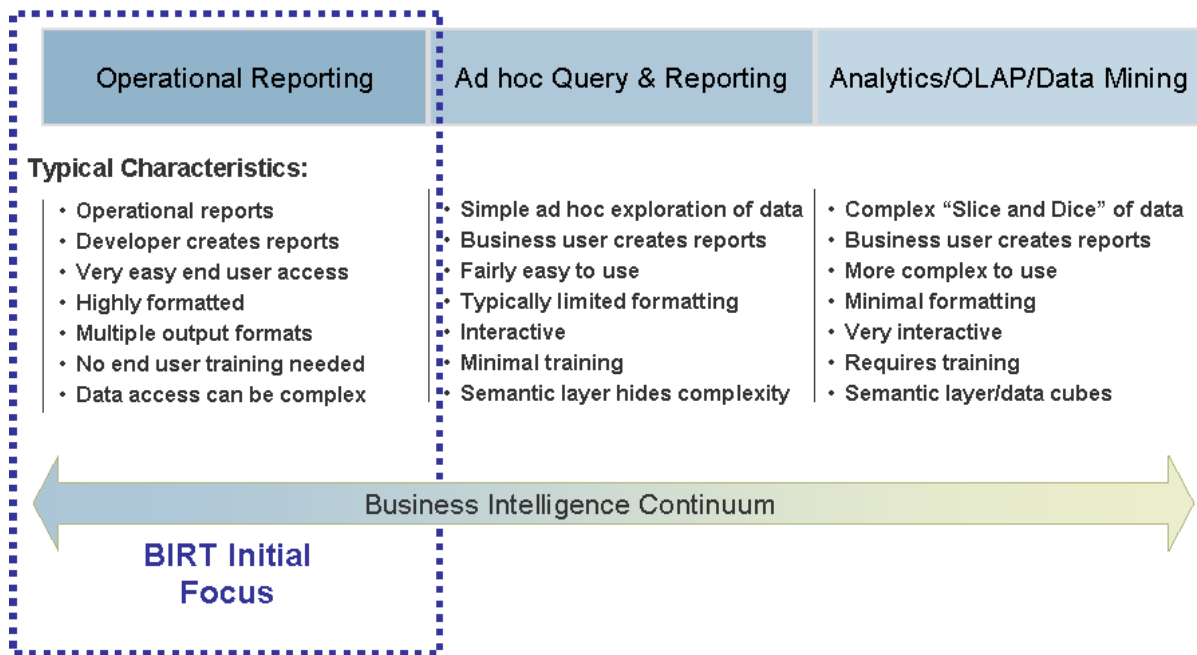 Operational Reporting
Ad hoc Query & Reporting
Analytics/OLAP/Data Mining
Typical Characteristics:
• Operational reports
• Developer creates reports
• Very easy end user access
• Highly formatted
• Multiple output formats
• No end user training needed
• Data access can be complex
• Simple ad hoc exploration of data
• Business user creates reports
• Fairly easy to use
• Typically limited formatting
• Interactive
• Minimal training
• Semantic layer hides complexity
• Complex “Slice and Dice” of data
• Business user creates reports
• More complex to use
• Minimal formatting
• Very interactive
• Requires training
• Semantic layer/data cubes
Business Intelligence Continuum
BIRT Initial
Focus